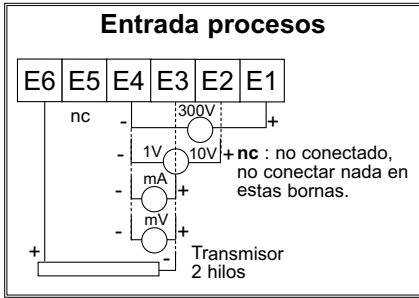 Entrada procesos
E6 E5 E4 E3 E2 E1
nc
300V
- +
1V 10V
- +
nc : no conectado,
no conectar nada en
estas bornas.
mA
- +
mV
- +
Transmisor
2 hilos
+ -